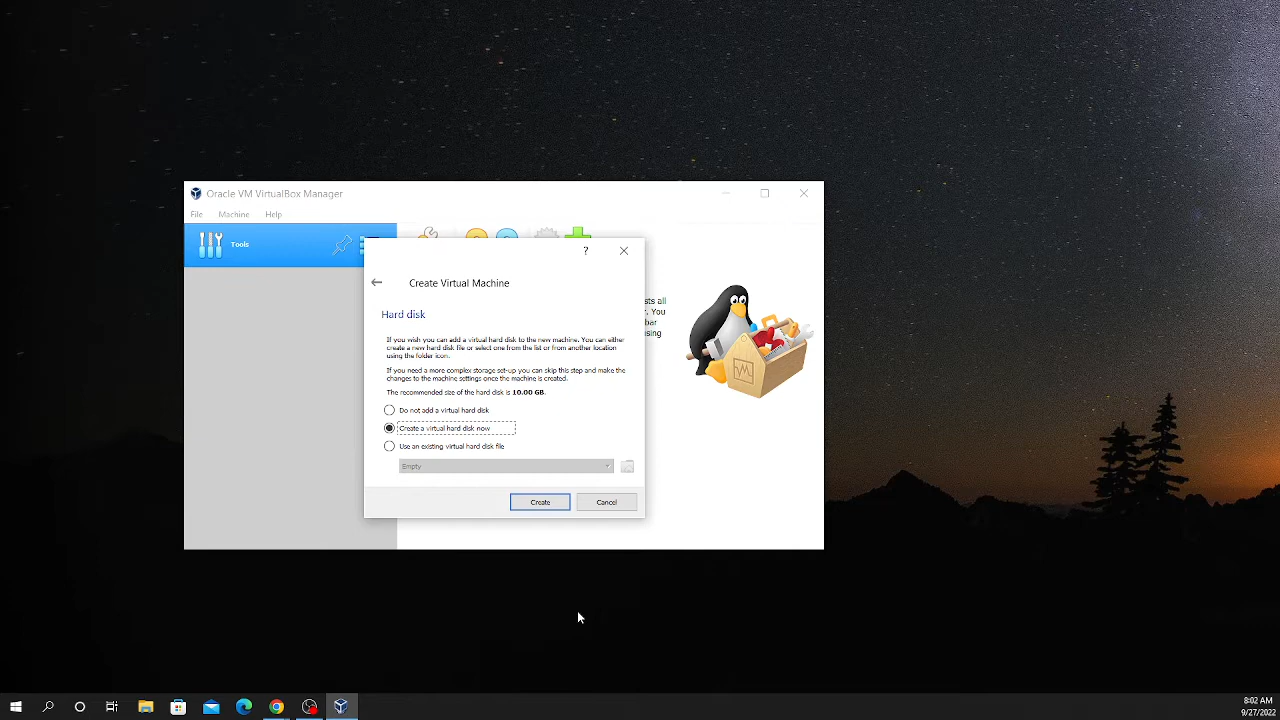 Oracle VM VirtualBox Manager
File Machine Help
Tools
?
Create Virtual Machine
sts all
r. You
bar
using
Hard disk
If you wish you can add a virtual hard disk to the new machine. You can either
create a new hard disk file or select one from the list or from another location
using the folder icon.
If you need a more complex storage set-up you can skip this step and make the
changes to the machine settings once the machine is created.
The recommended size of the hard disk is 10.00 GB.
Do not add a virtual hard disk
Create a virtual hard disk now
Use an existing virtual hard disk file
Empty
Create Cancel
8:02 AM
9/27/2022